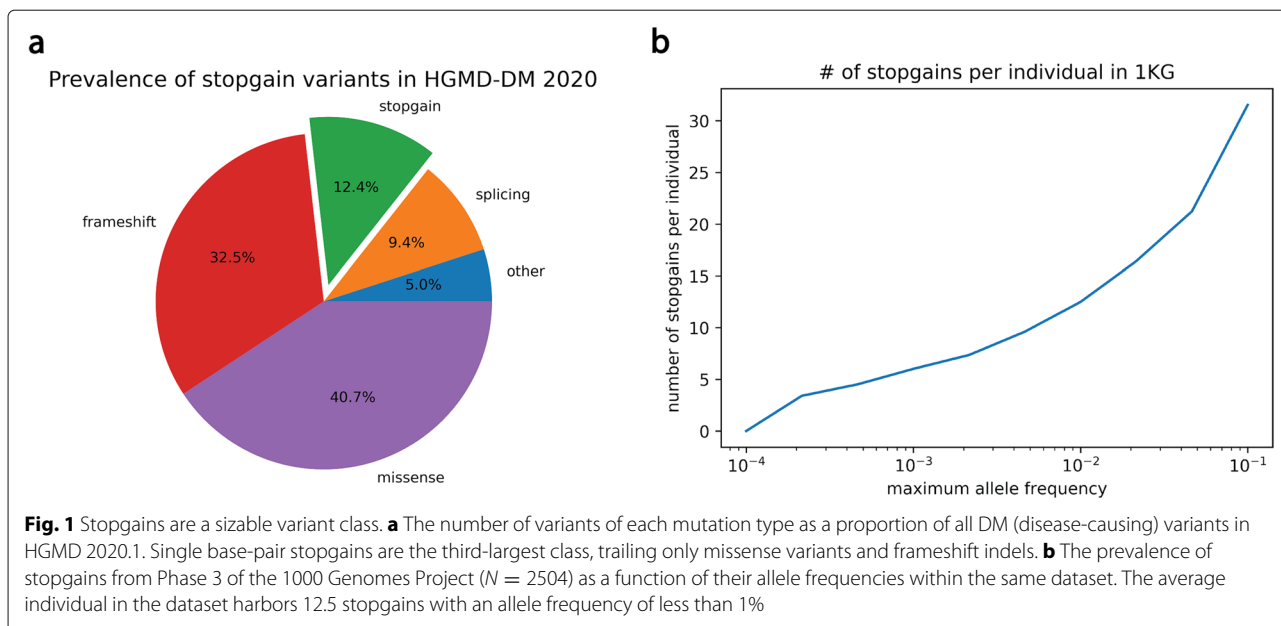 a
Prevalence of stopgain variants in HGMD-DM 2020
stopgain
12.4%
splicing
9.4%
other
5.0%
frameshift
32.5%
40.7%
missense
b
# of stopgains per individual in 1KG
number of stopgains per individual
30
25
20
15
10
5
0
10⁻⁴
10⁻³
10⁻²
10⁻¹
maximum allele frequency
Fig. 1 Stopgains are a sizable variant class. a The number of variants of each mutation type as a proportion of all DM (disease-causing) variants in
HGMD 2020.1. Single base-pair stopgains are the third-largest class, trailing only missense variants and frameshift indels. b The prevalence of
stopgains from Phase 3 of the 1000 Genomes Project (N = 2504) as a function of their allele frequencies within the same dataset. The average
individual in the dataset harbors 12.5 stopgains with an allele frequency of less than 1%